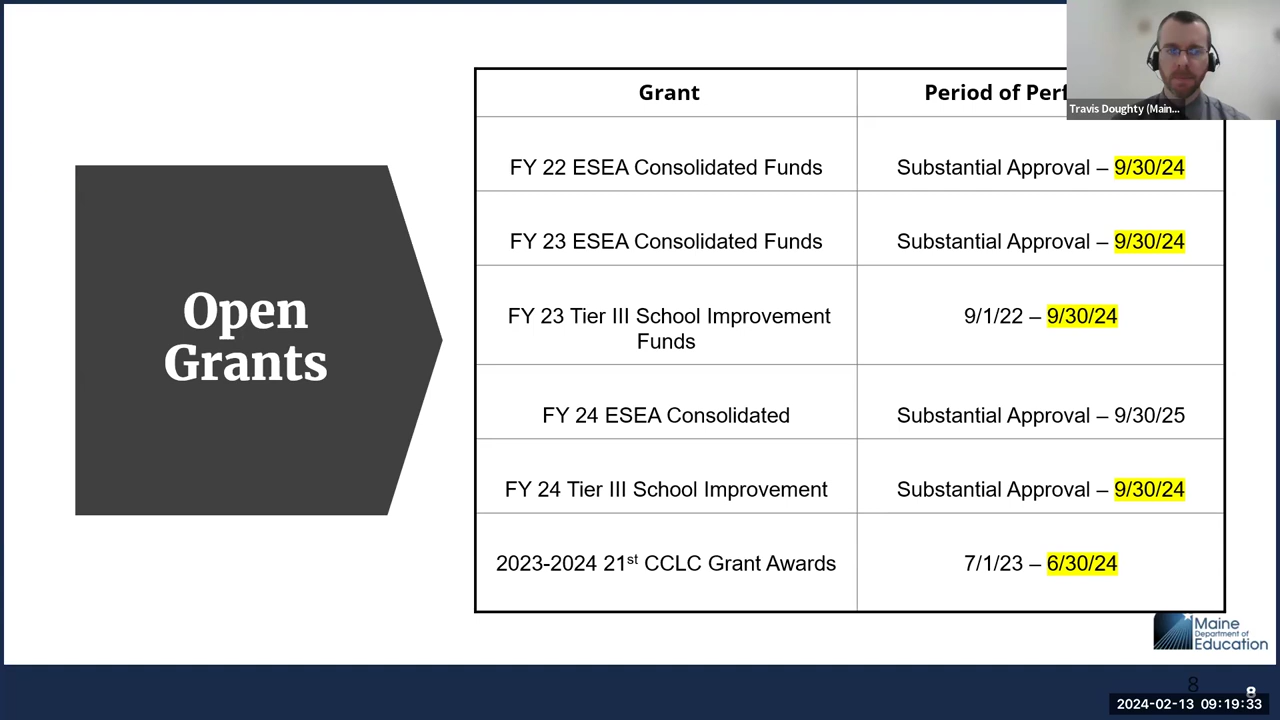 Grant
Period of Perf
Travis Doughty (Main...
FY 22 ESEA Consolidated Funds
Substantial Approval – 9/30/24
FY 23 ESEA Consolidated Funds
Substantial Approval – 9/30/24
Open
Grants
FY 23 Tier III School Improvement
Funds
9/1/22 – 9/30/24
FY 24 ESEA Consolidated
Substantial Approval – 9/30/25
FY 24 Tier III School Improvement
Substantial Approval – 9/30/24
2023-2024 21st CCLC Grant Awards
7/1/23 – 6/30/24
Maine
Department of
Education
8
8
2024-02-13 09:19:33